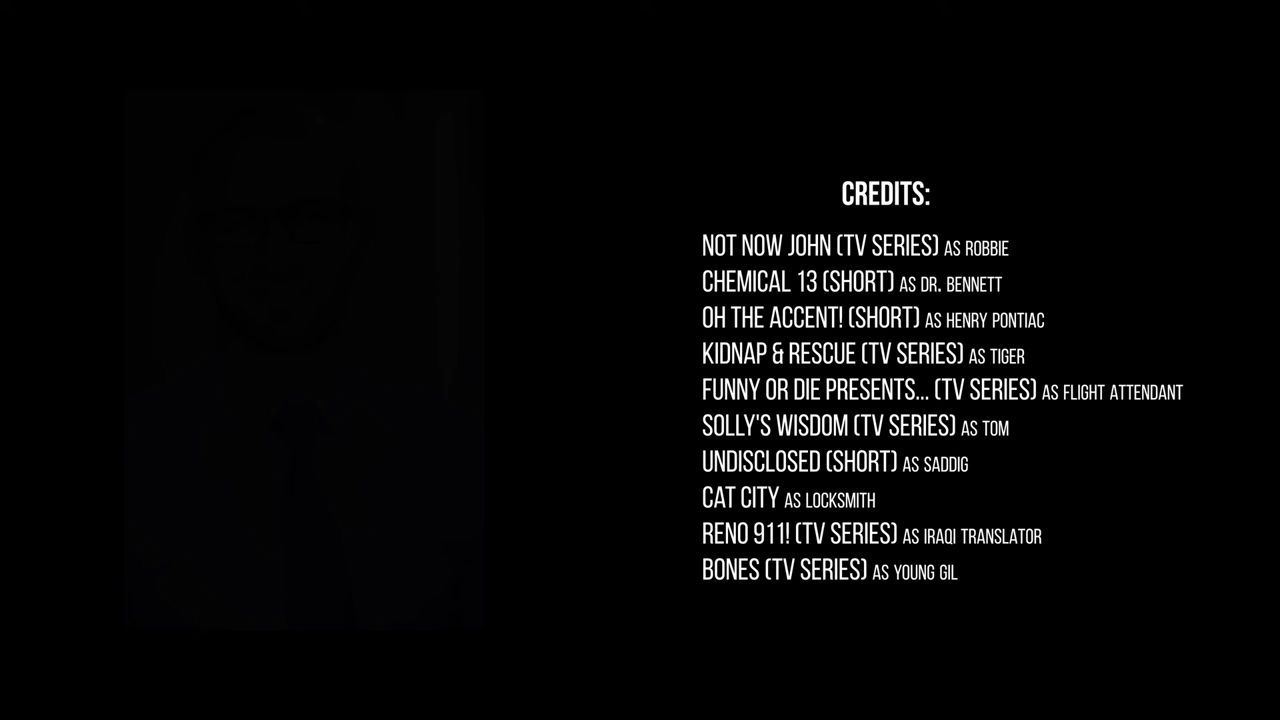 CREDITS:
NOT NOW JOHN (TV SERIES) AS ROBBIE
CHEMICAL 13 (SHORT) AS DR. BENNETT
OH THE ACCENT! (SHORT) AS HENRY PONTIAC
KIDNAP & RESCUE (TV SERIES) AS TIGER
FUNNY OR DIE PRESENTS... (TV SERIES) AS FLIGHT ATTENDANT
SOLLY'S WISDOM (TV SERIES) AS TOM
UNDISCLOSED (SHORT) AS SADDIG
CAT CITY AS LOCKSMITH
RENO 911! (TV SERIES) AS IRAQI TRANSLATOR
BONES (TV SERIES) AS YOUNG GIL